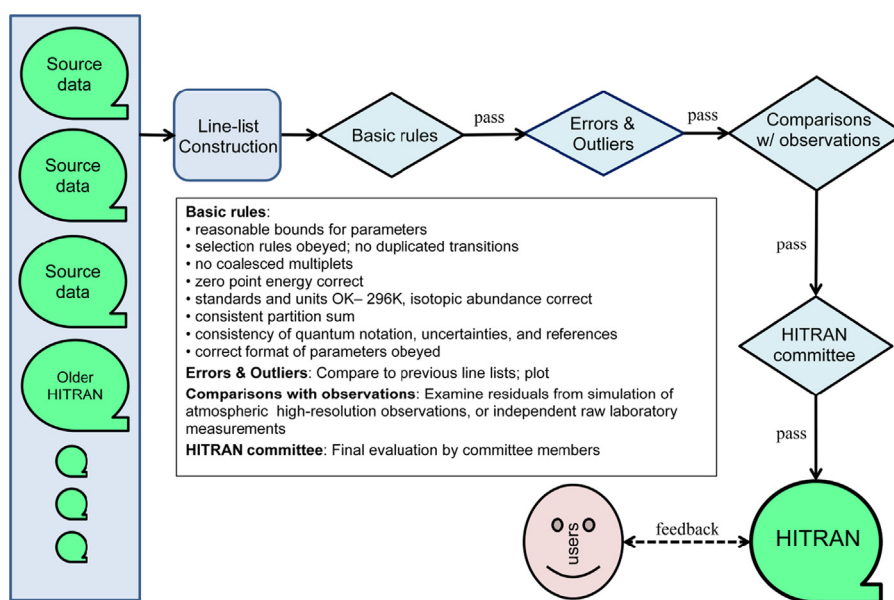 Source
data
Source
data
Source
data
Older
HITRAN
Line-list
Construction
Basic rules
pass
Errors &
Outliers
pass
Comparisons
w/ observations
pass
HITRAN
committee
pass
HITRAN
feedback
users
Basic rules:
• reasonable bounds for parameters
• selection rules obeyed; no duplicated transitions
• no coalesced multiplets
• zero point energy correct
• standards and units OK– 296K, isotopic abundance correct
• consistent partition sum
• consistency of quantum notation, uncertainties, and references
• correct format of parameters obeyed
Errors & Outliers: Compare to previous line lists; plot
Comparisons with observations: Examine residuals from simulation of
atmospheric high-resolution observations, or independent raw laboratory
measurements
HITRAN committee: Final evaluation by committee members